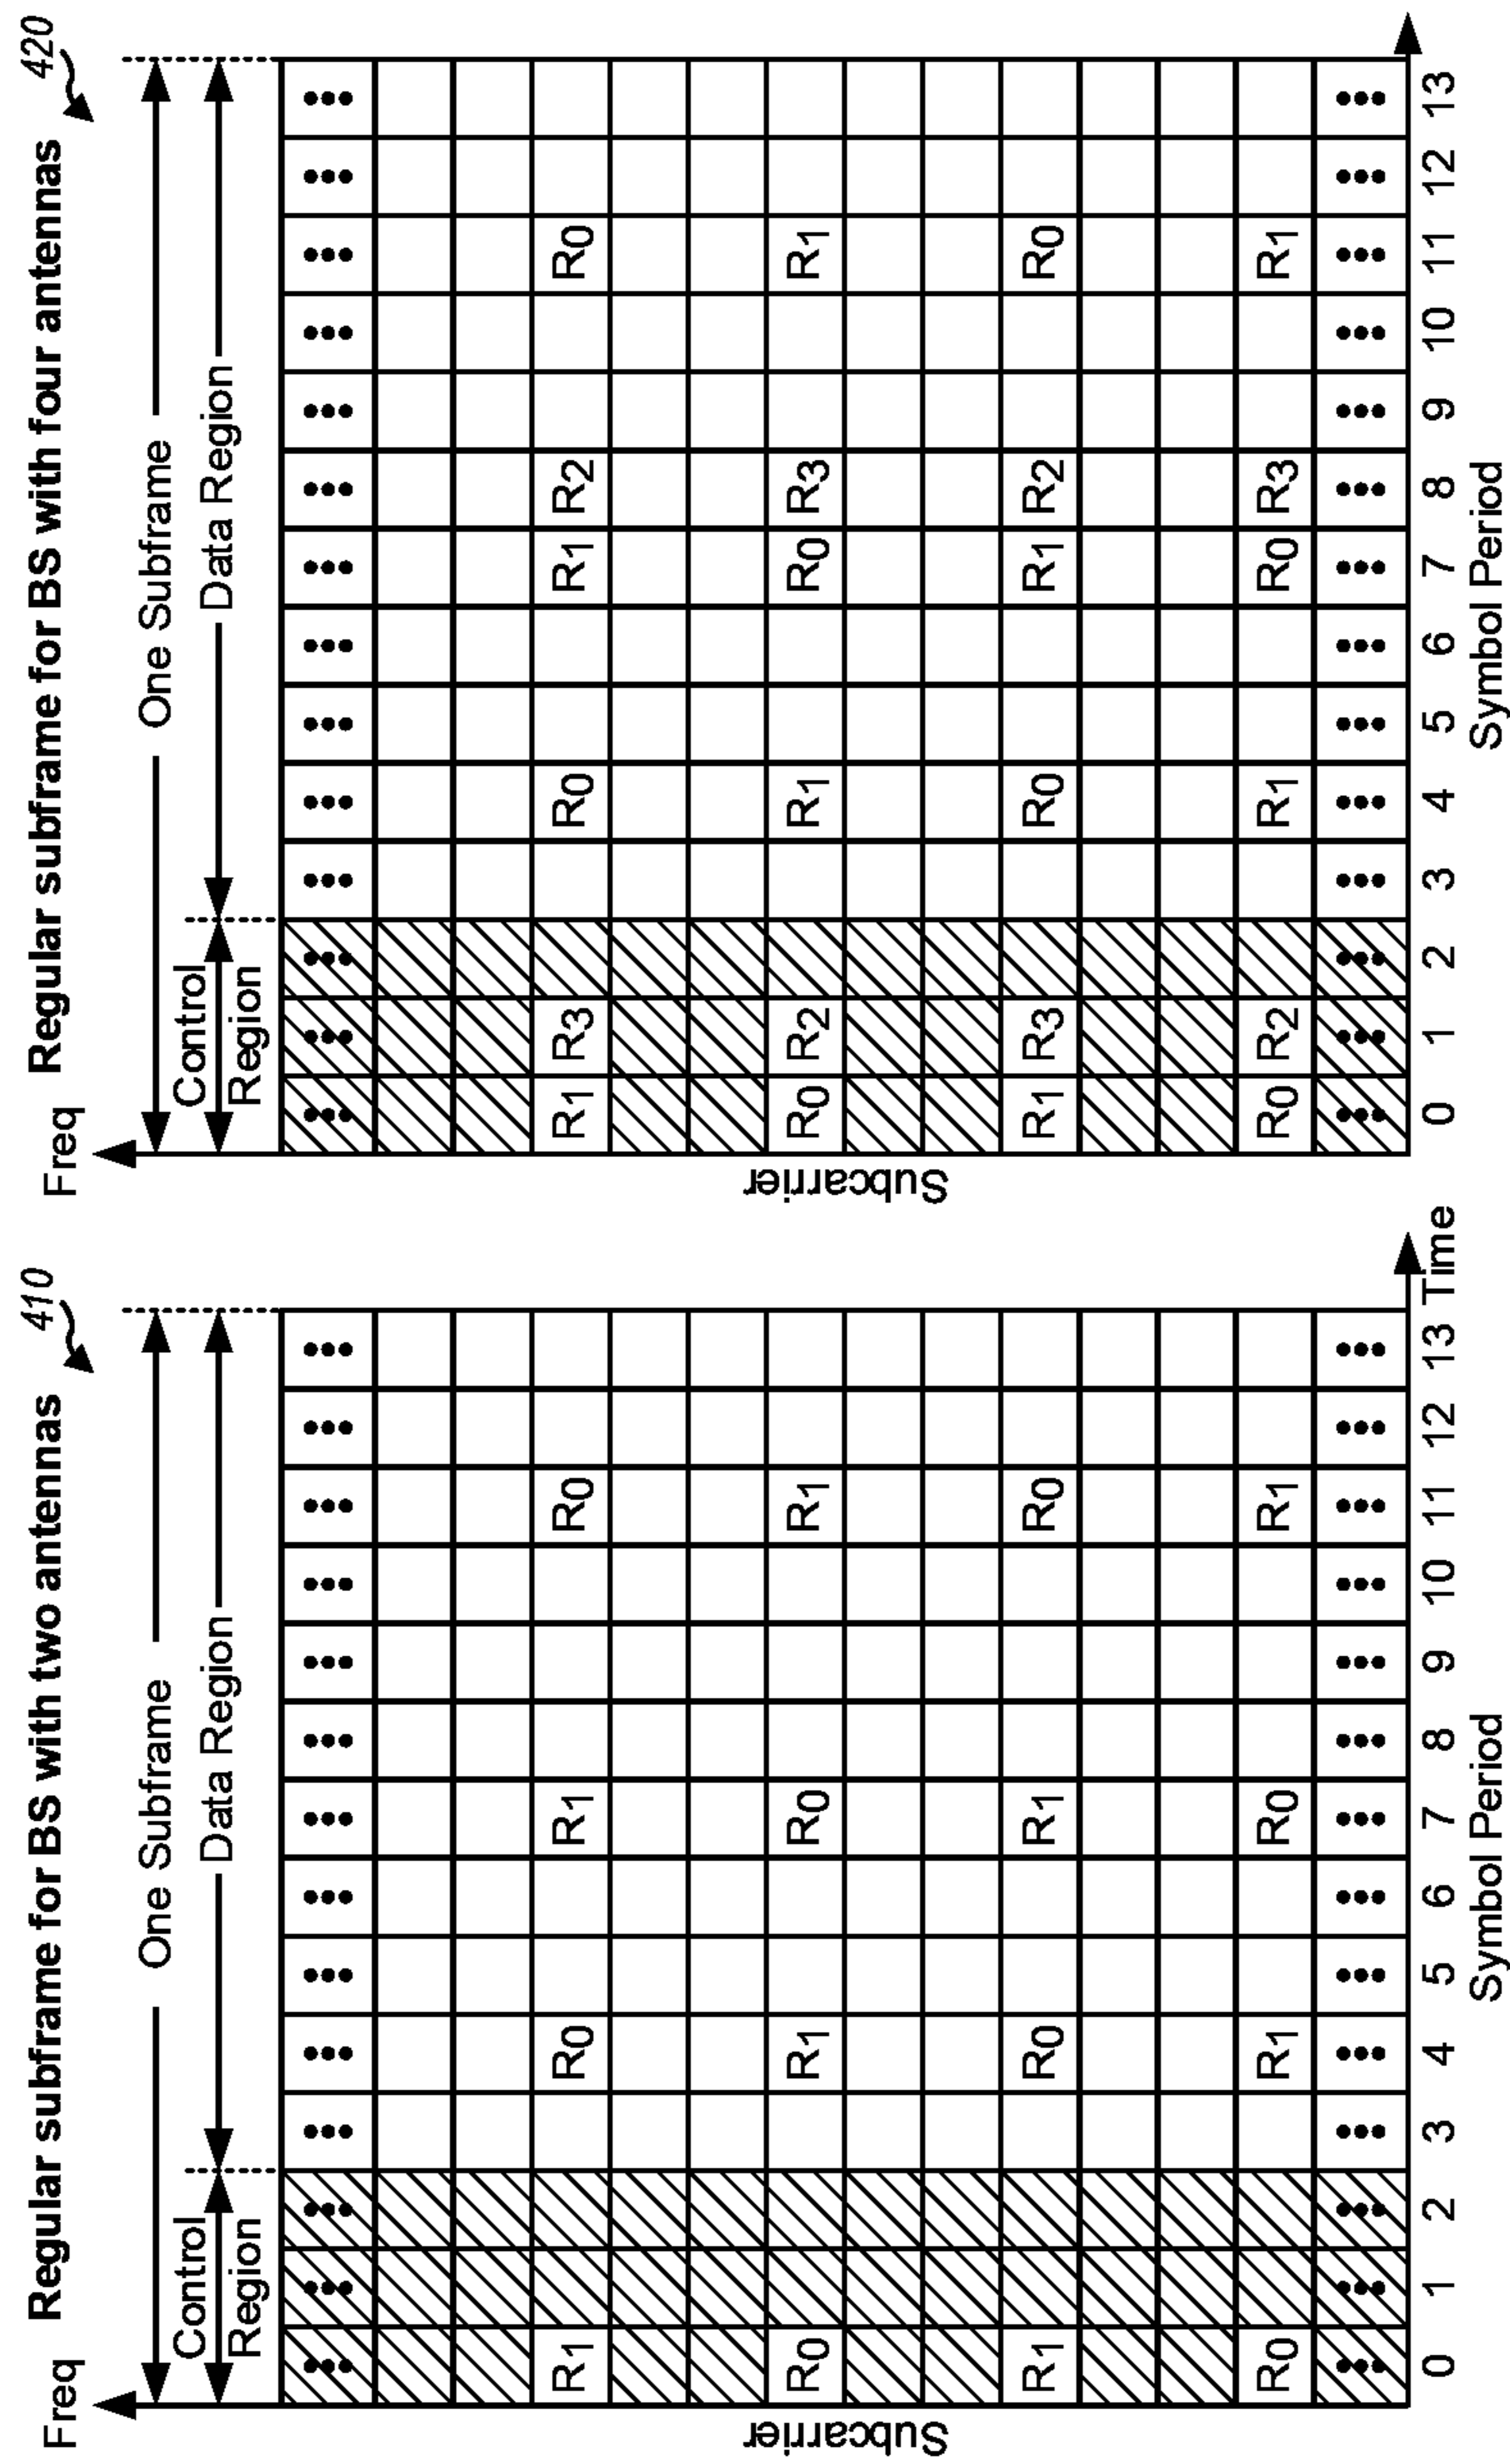 Regular subframe for BS with two antennas
410
Freq
One Subframe
Control
Region
Data Region
Subcarrier
R1 R0 R1 R0
R0 R1 R0 R1
R1 R0 R1 R0
R0 R1 R0 R1
0 1 2 3 4 5 6 7 8 9 10 11 12 13
Time
Symbol Period
Regular subframe for BS with four antennas
420
Freq
One Subframe
Control
Region
Data Region
Subcarrier
R1 R3 R0 R1 R2 R0
R0 R2 R1 R0 R3 R1
R1 R3 R0 R1 R2 R0
R0 R2 R1 R0 R3 R1
0 1 2 3 4 5 6 7 8 9 10 11 12 13
Symbol Period